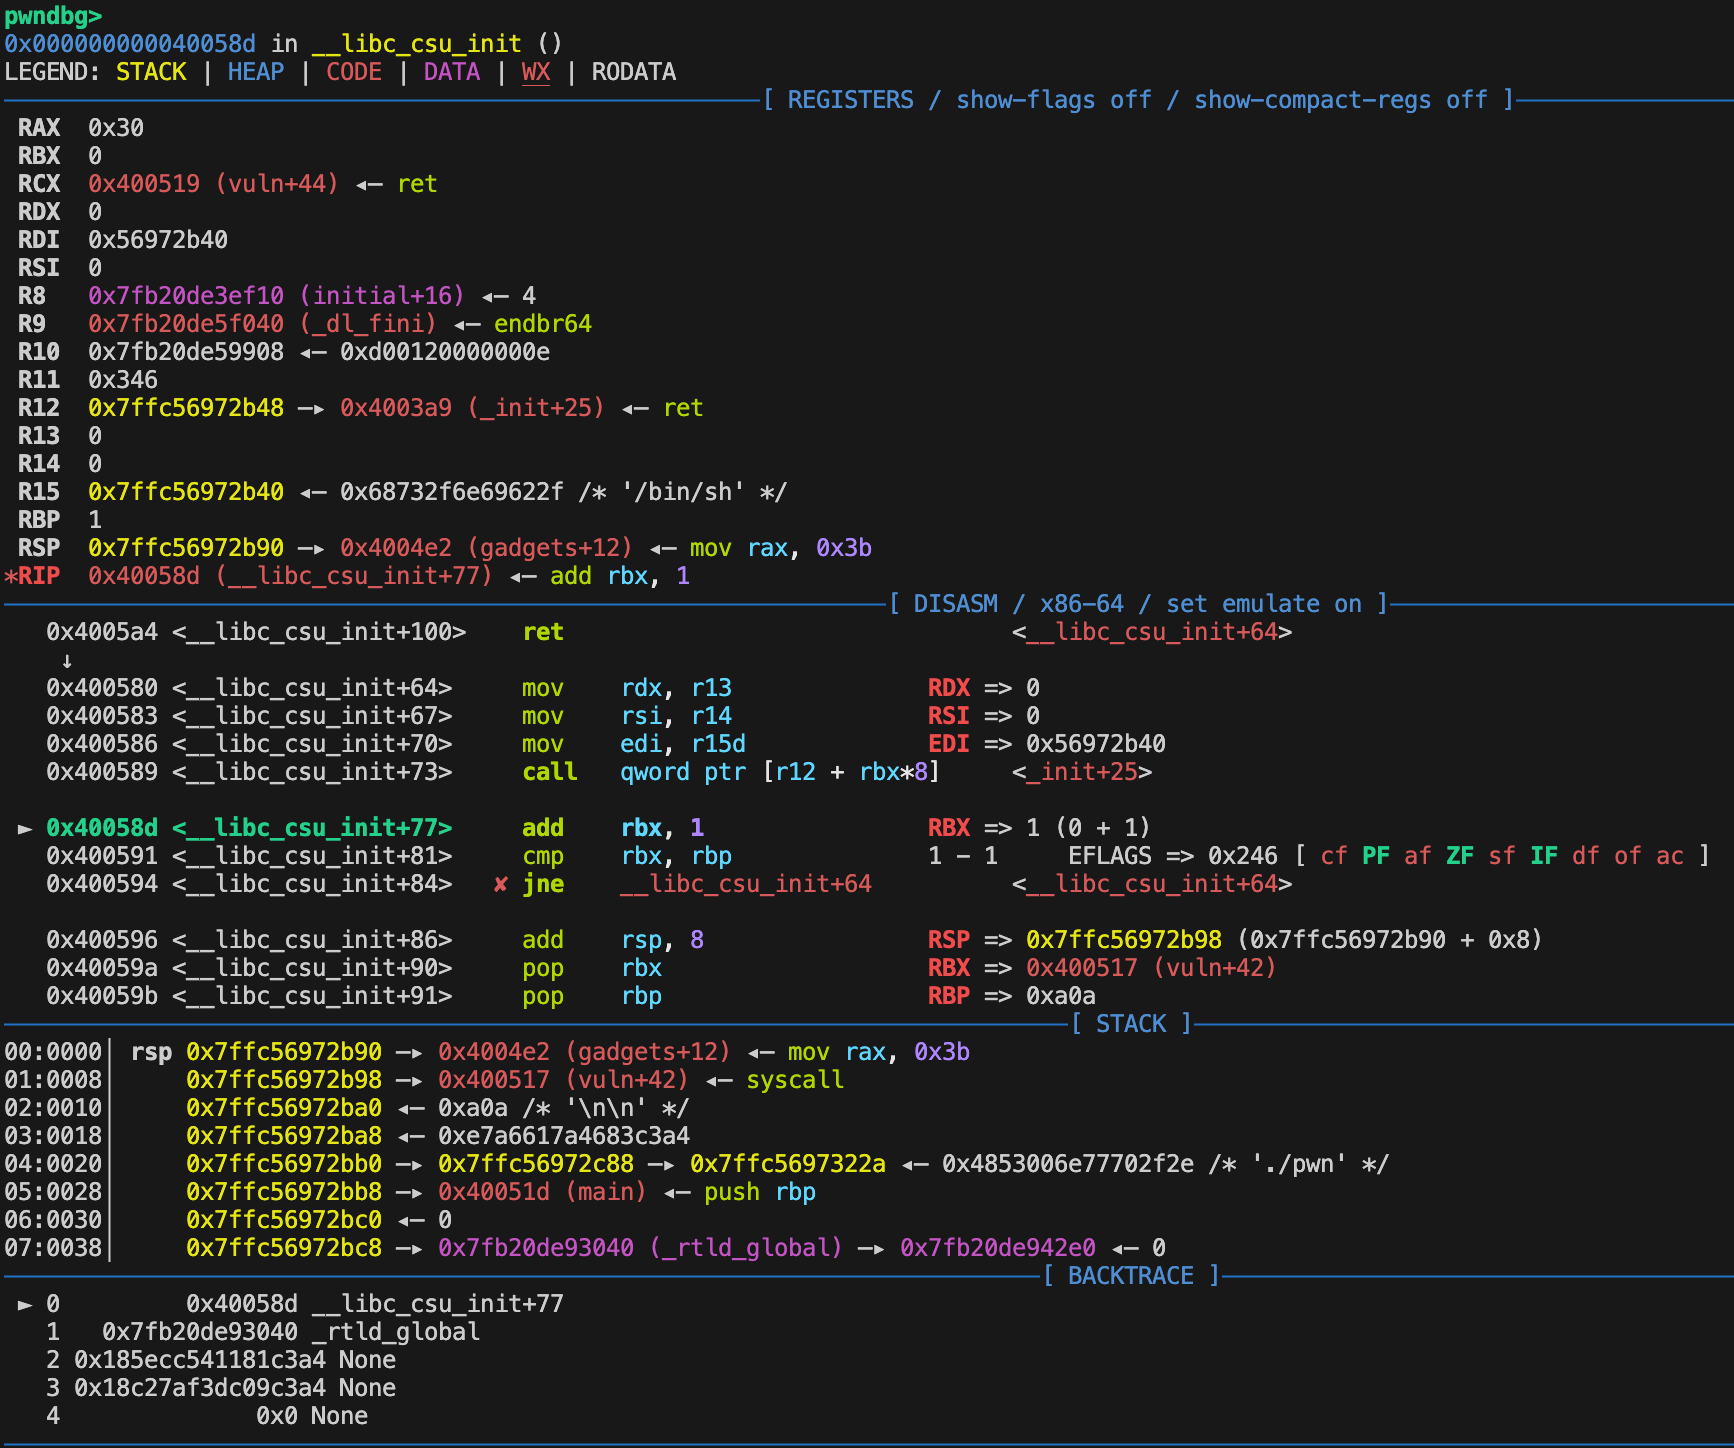 pwndbg>
0x000000000040058d in __libc_csu_init ()
LEGEND: STACK | HEAP | CODE | DATA | WX | RODATA
[ REGISTERS / show-flags off / show-compact-regs off ]
RAX  0x30
RBX  0
RCX  0x400519 (vuln+44) ◂— ret
RDX  0
RDI  0x56972b40
RSI  0
R8   0x7fb20de3ef10 (initial+16) ◂— 4
R9   0x7fb20de5f040 (_dl_fini) ◂— endbr64
R10  0x7fb20de59908 ◂— 0xd00120000000e
R11  0x346
R12  0x7ffc56972b48 —▸ 0x4003a9 (_init+25) ◂— ret
R13  0
R14  0
R15  0x7ffc56972b40 ◂— 0x68732f6e69622f /* '/bin/sh' */
RBP  1
RSP  0x7ffc56972b90 —▸ 0x4004e2 (gadgets+12) ◂— mov rax, 0x3b
*RIP  0x40058d (__libc_csu_init+77) ◂— add rbx, 1
[ DISASM / x86-64 / set emulate on ]
0x4005a4 <__libc_csu_init+100>    ret                                <__libc_csu_init+64>
↓
0x400580 <__libc_csu_init+64>     mov    rdx, r13              RDX => 0
0x400583 <__libc_csu_init+67>     mov    rsi, r14              RSI => 0
0x400586 <__libc_csu_init+70>     mov    edi, r15d             EDI => 0x56972b40
0x400589 <__libc_csu_init+73>     call   qword ptr [r12 + rbx*8]     <_init+25>
► 0x40058d <__libc_csu_init+77>     add    rbx, 1                RBX => 1 (0 + 1)
0x400591 <__libc_csu_init+81>     cmp    rbx, rbp              1 - 1     EFLAGS => 0x246 [ cf PF af ZF sf IF df of ac ]
0x400594 <__libc_csu_init+84>   ✘ jne    __libc_csu_init+64          <__libc_csu_init+64>
0x400596 <__libc_csu_init+86>     add    rsp, 8                RSP => 0x7ffc56972b98 (0x7ffc56972b90 + 0x8)
0x40059a <__libc_csu_init+90>     pop    rbx                   RBX => 0x400517 (vuln+42)
0x40059b <__libc_csu_init+91>     pop    rbp                   RBP => 0xa0a
[ STACK ]
00:0000│ rsp 0x7ffc56972b90 —▸ 0x4004e2 (gadgets+12) ◂— mov rax, 0x3b
01:0008│     0x7ffc56972b98 —▸ 0x400517 (vuln+42) ◂— syscall
02:0010│     0x7ffc56972ba0 ◂— 0xa0a /* '\n\n' */
03:0018│     0x7ffc56972ba8 ◂— 0xe7a6617a4683c3a4
04:0020│     0x7ffc56972bb0 —▸ 0x7ffc56972c88 —▸ 0x7ffc5697322a ◂— 0x4853006e77702f2e /* './pwn' */
05:0028│     0x7ffc56972bb8 —▸ 0x40051d (main) ◂— push rbp
06:0030│     0x7ffc56972bc0 ◂— 0
07:0038│     0x7ffc56972bc8 —▸ 0x7fb20de93040 (_rtld_global) —▸ 0x7fb20de942e0 ◂— 0
[ BACKTRACE ]
► 0         0x40058d __libc_csu_init+77
1   0x7fb20de93040 _rtld_global
2 0x185ecc541181c3a4 None
3 0x18c27af3dc09c3a4 None
4              0x0 None